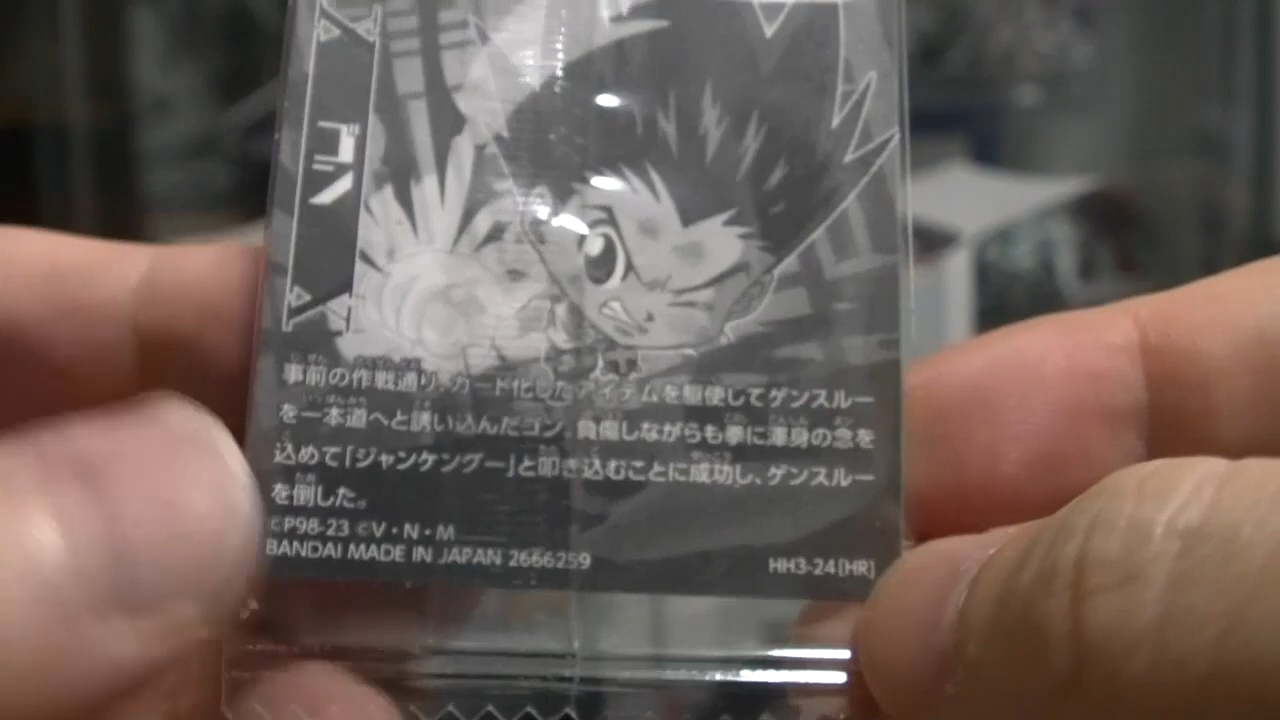 ゴン
事前の作戦通り、カード化したアイテムを駆使してゲンスルー
を一本道へと誘い込んだゴン。負傷しながらも拳に渾身の念を
込めて「ジャンケングー」と叩き込むことに成功し、ゲンスルー
を倒した。
©P98-23 ©V・N・M
BANDAI MADE IN JAPAN 2666259
HH3-24[HR]